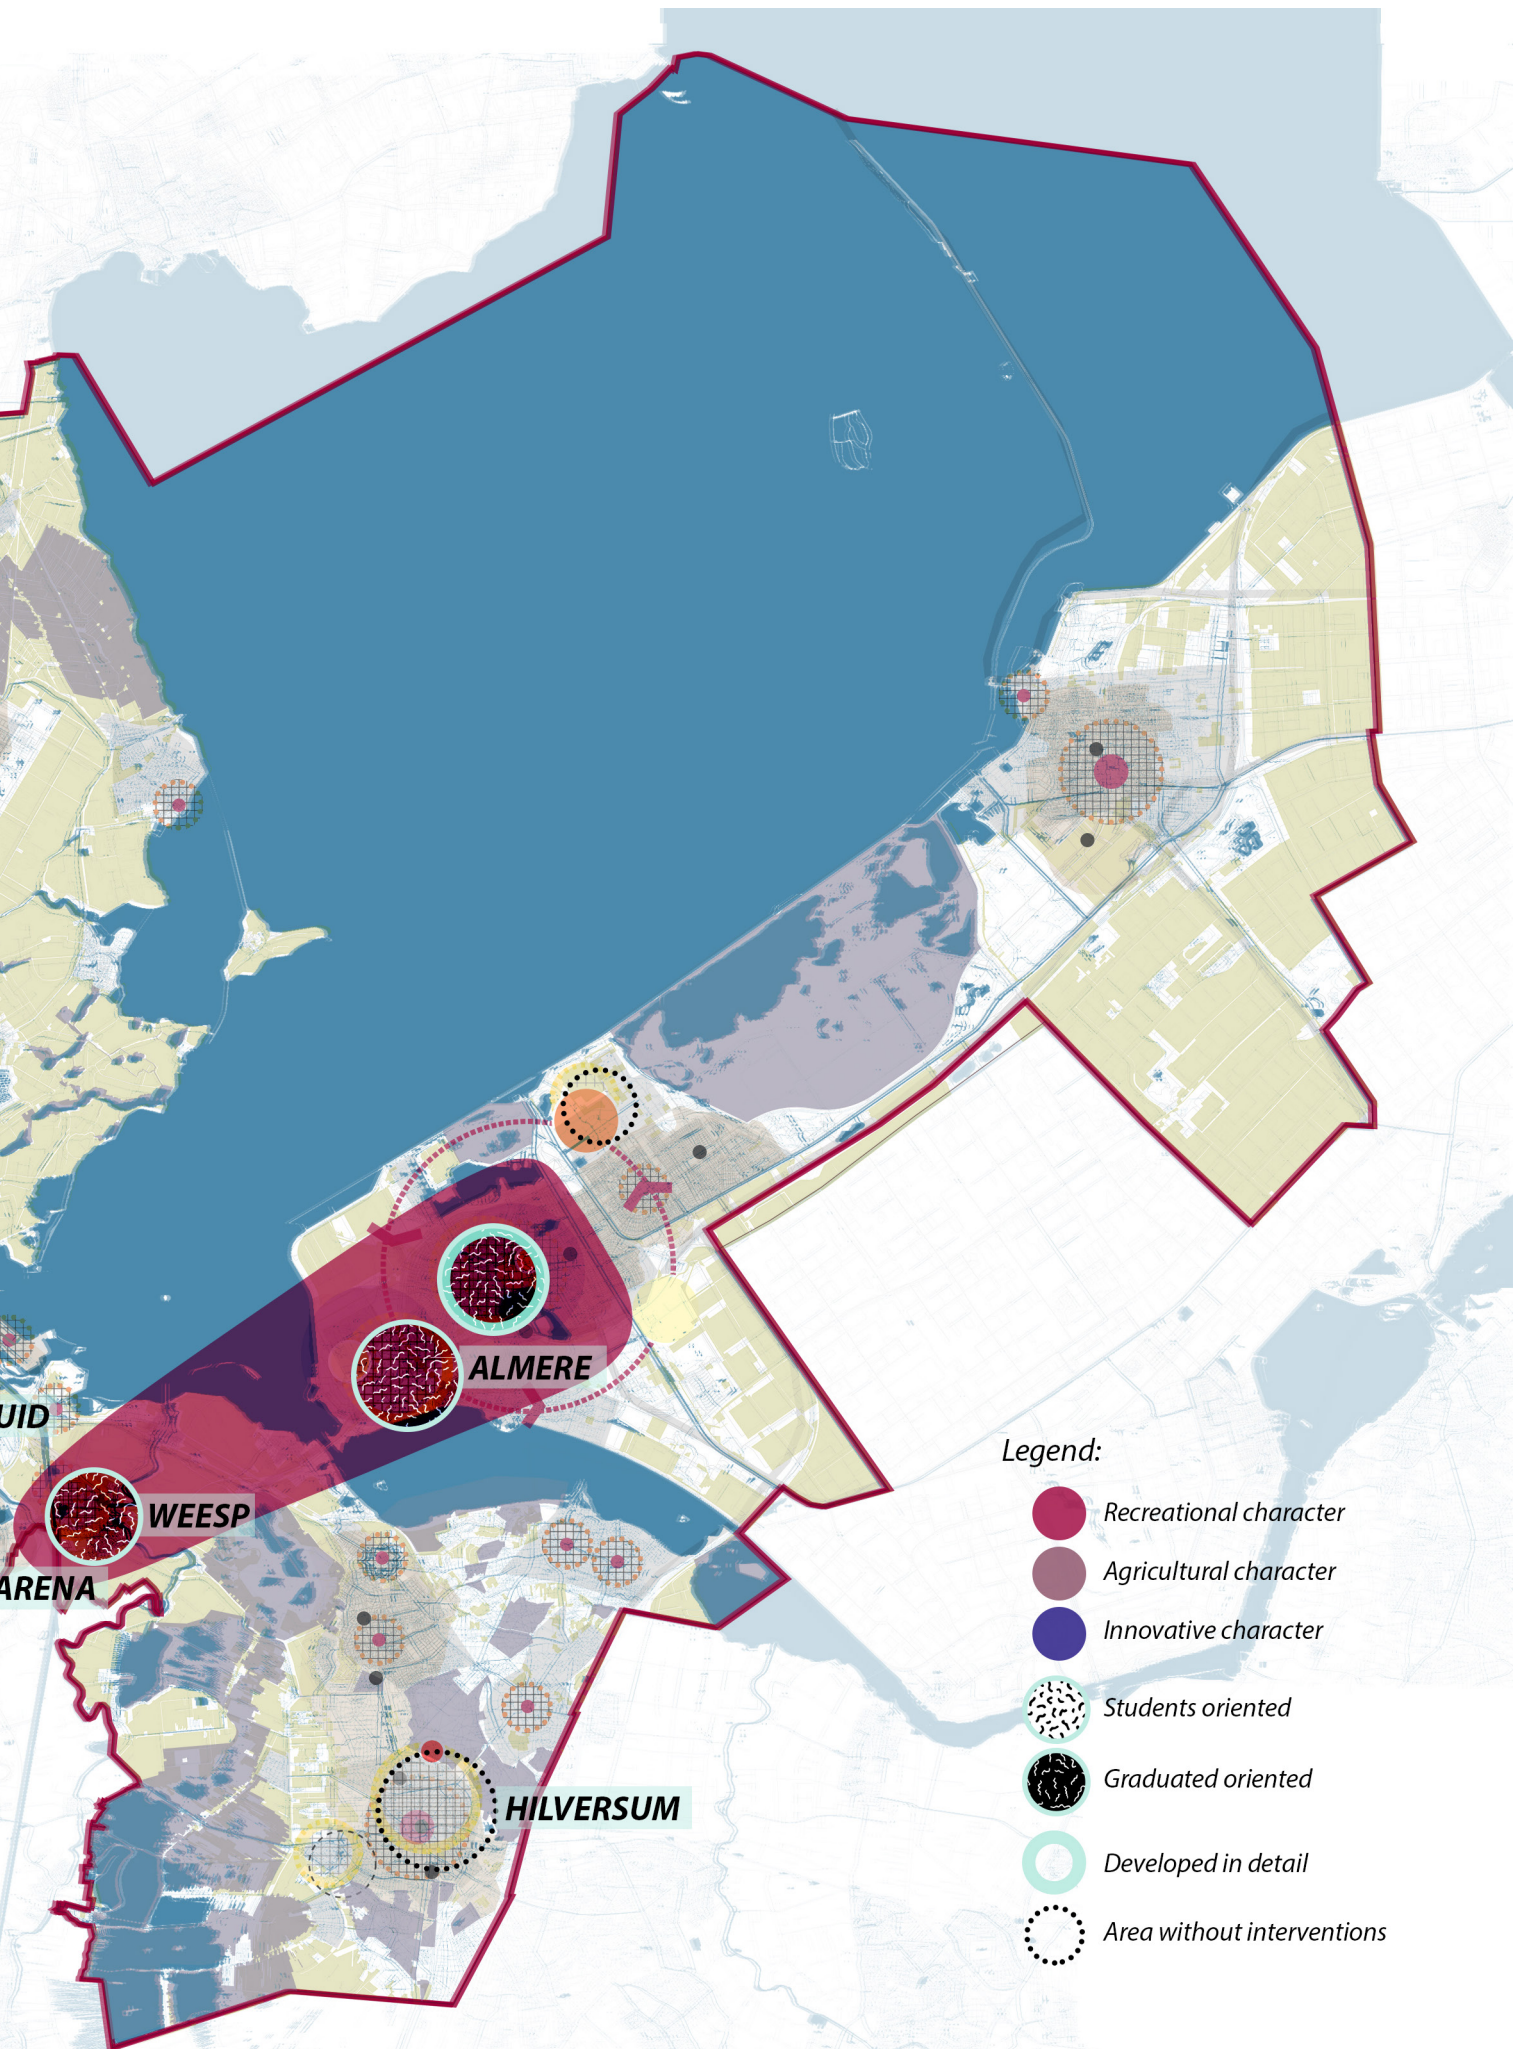 ALMERE
UID
WEESP
ARENA
HILVERSUM
Legend:
Recreational character
Agricultural character
Innovative character
Students oriented
Graduated oriented
Developed in detail
Area without interventions